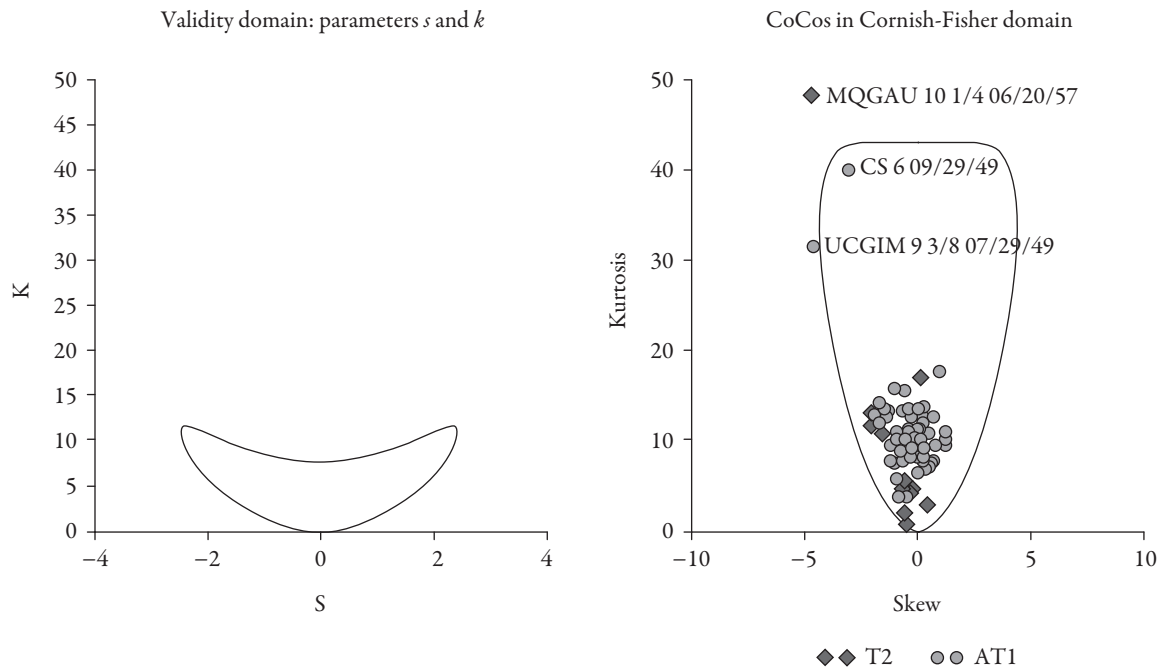 Validity domain: parameters s and k
50
45
40
35
30
25
20
15
10
5
0
K
−4
−2
0
2
4
S
CoCos in Cornish-Fisher domain
50
40
30
20
10
0
Kurtosis
MQGAU 10 1/4 06/20/57
CS 6 09/29/49
UCGIM 9 3/8 07/29/49
−10
−5
0
5
10
Skew
T2
AT1